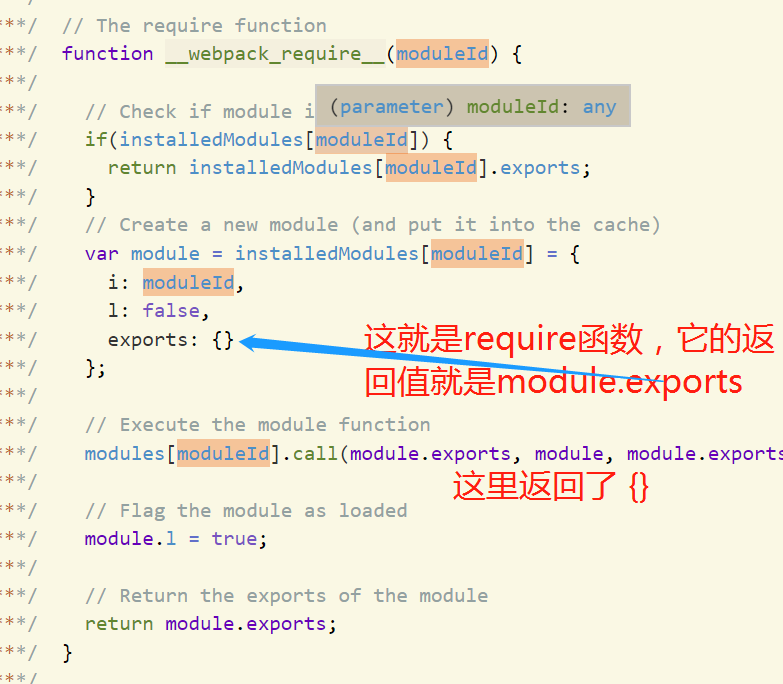 ***/  // The require function
***/  function __webpack_require__(moduleId) {
***/
***/    // Check if module i
(parameter) moduleId: any
***/    if(installedModules[moduleId]) {
***/      return installedModules[moduleId].exports;
***/    }
***/    // Create a new module (and put it into the cache)
***/    var module = installedModules[moduleId] = {
***/      i: moduleId,
***/      l: false,
***/      exports: {}
这就是require函数，它的返
回值就是module.exports
***/    };
***/
***/    // Execute the module function
***/    modules[moduleId].call(module.exports, module, module.exports
这里返回了 {}
***/
***/    // Flag the module as loaded
***/    module.l = true;
***/
***/    // Return the exports of the module
***/    return module.exports;
***/  }
***/